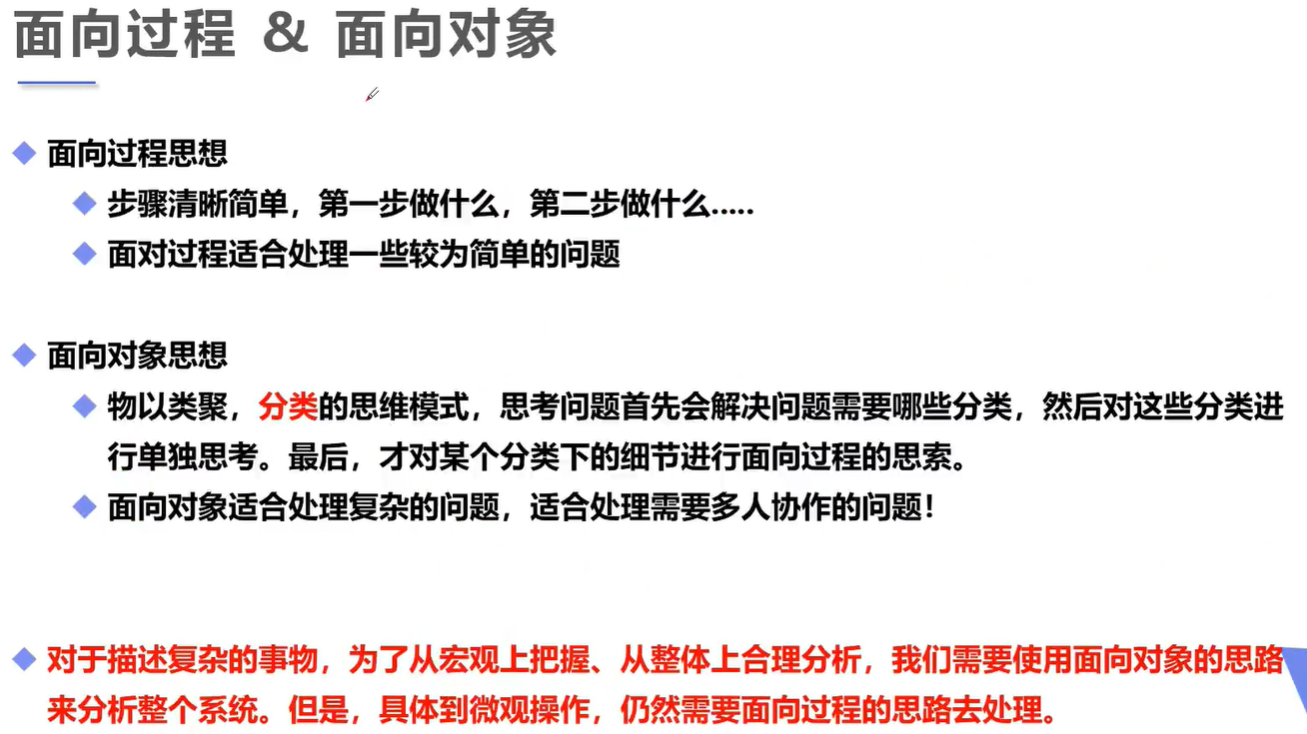 面向过程 & 面向对象
面向过程思想
步骤清晰简单，第一步做什么，第二步做什么.....
面对过程适合处理一些较为简单的问题
面向对象思想
物以类聚，分类的思维模式，思考问题首先会解决问题需要哪些分类，然后对这些分类进
行单独思考。最后，才对某个分类下的细节进行面向过程的思索。
面向对象适合处理复杂的问题，适合处理需要多人协作的问题！
对于描述复杂的事物，为了从宏观上把握、从整体上合理分析，我们需要使用面向对象的思路
来分析整个系统。但是，具体到微观操作，仍然需要面向过程的思路去处理。